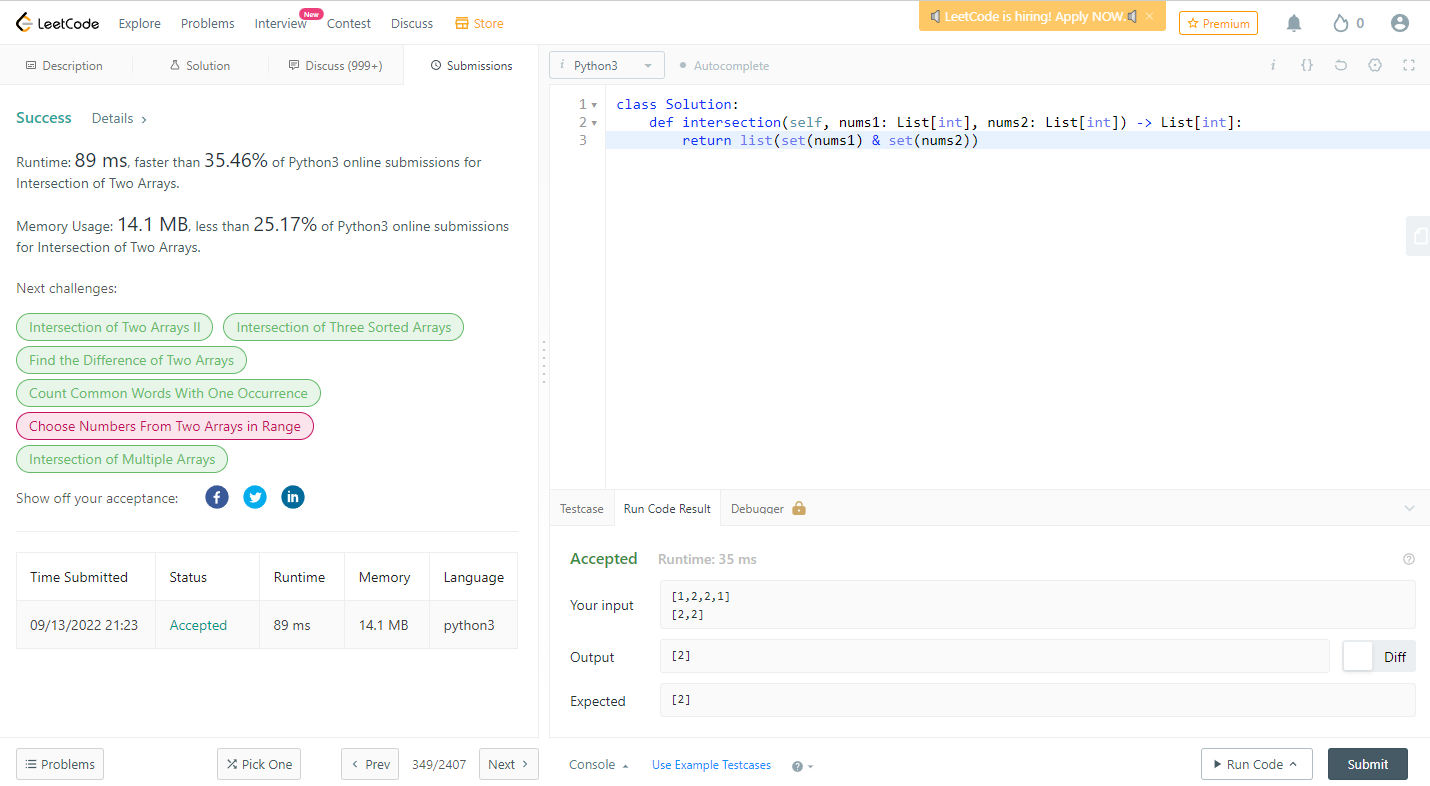 LeetCode Explore Problems Interview New Contest Discuss Store LeetCode is hiring! Apply NOW. × Premium 0
Description Solution Discuss (999+) Submissions
i Python3 Autocomplete i {}
Success Details >
Runtime: 89 ms, faster than 35.46% of Python3 online submissions for
Intersection of Two Arrays.
Memory Usage: 14.1 MB, less than 25.17% of Python3 online submissions
for Intersection of Two Arrays.
Next challenges:
Intersection of Two Arrays II Intersection of Three Sorted Arrays
Find the Difference of Two Arrays
Count Common Words With One Occurrence
Choose Numbers From Two Arrays in Range
Intersection of Multiple Arrays
Show off your acceptance: f in
Time Submitted Status Runtime Memory Language
09/13/2022 21:23 Accepted 89 ms 14.1 MB python3
1 class Solution:
2 def intersection(self, nums1: List[int], nums2: List[int]) -> List[int]:
3 return list(set(nums1) & set(nums2))
Testcase Run Code Result Debugger
Accepted Runtime: 35 ms ?
Your input
[1,2,2,1]
[2,2]
Output [2] Diff
Expected [2]
Problems Pick One < Prev 349/2407 Next >
Console Use Example Testcases ? Run Code Submit